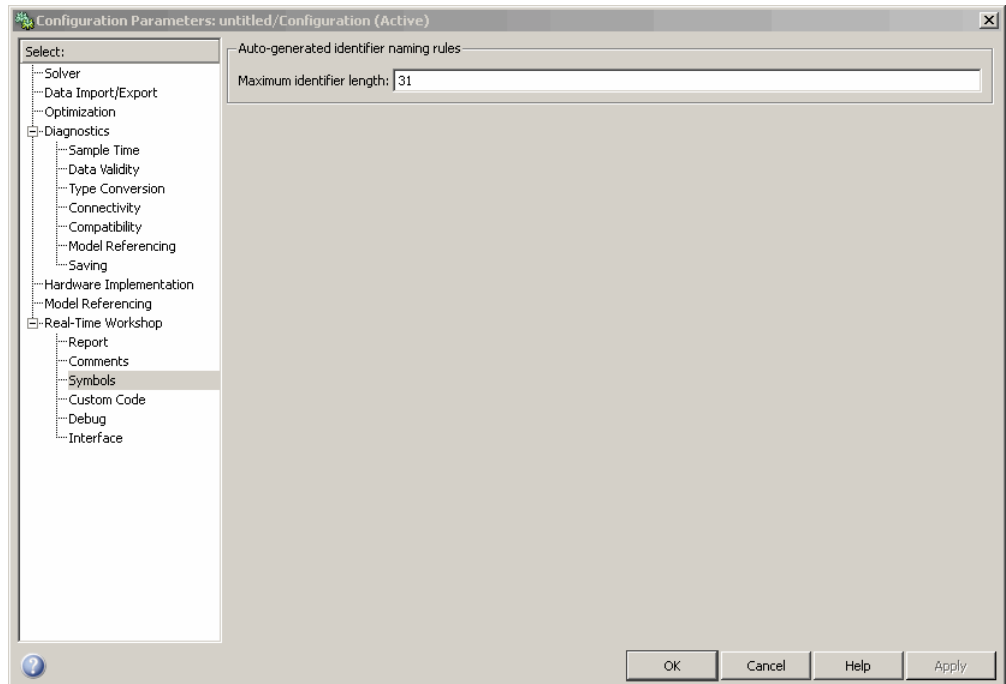 Configuration Parameters: untitled/Configuration (Active)
Select:
Solver
Data Import/Export
Optimization
Diagnostics
Sample Time
Data Validity
Type Conversion
Connectivity
Compatibility
Model Referencing
Saving
Hardware Implementation
Model Referencing
Real-Time Workshop
Report
Comments
Symbols
Custom Code
Debug
Interface
Auto-generated identifier naming rules
Maximum identifier length: 31
OK Cancel Help Apply